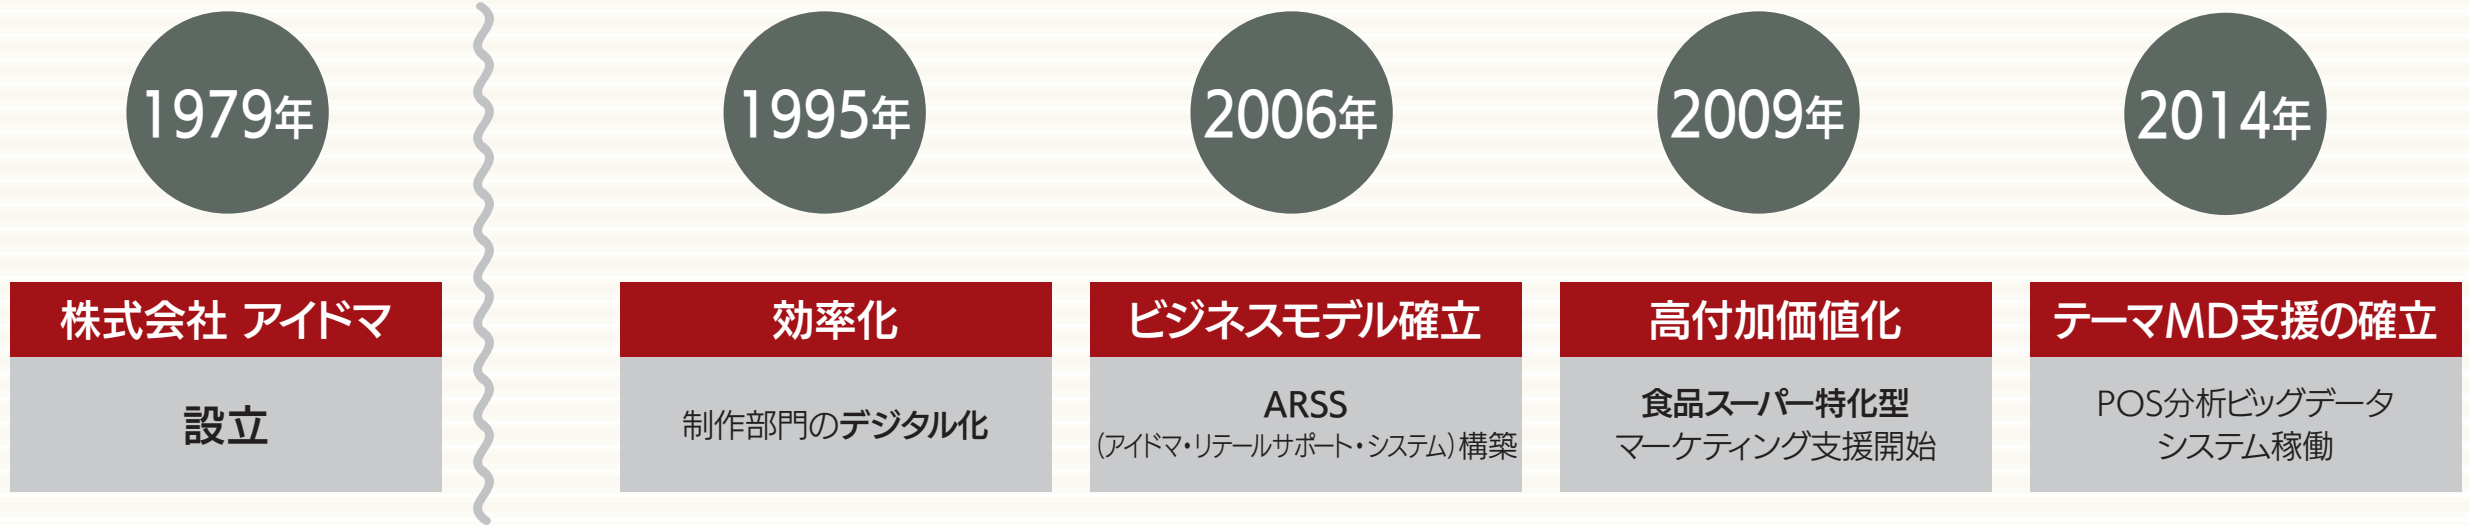 1979年
1995年
2006年
2009年
2014年
株式会社 アイドマ
設立
効率化
制作部門のデジタル化
ビジネスモデル確立
ARSS
(アイドマ・リテールサポート・システム)構築
高付加価値化
食品スーパー特化型
マーケティング支援開始
テーマMD支援の確立
POS分析ビッグデータ
システム稼働